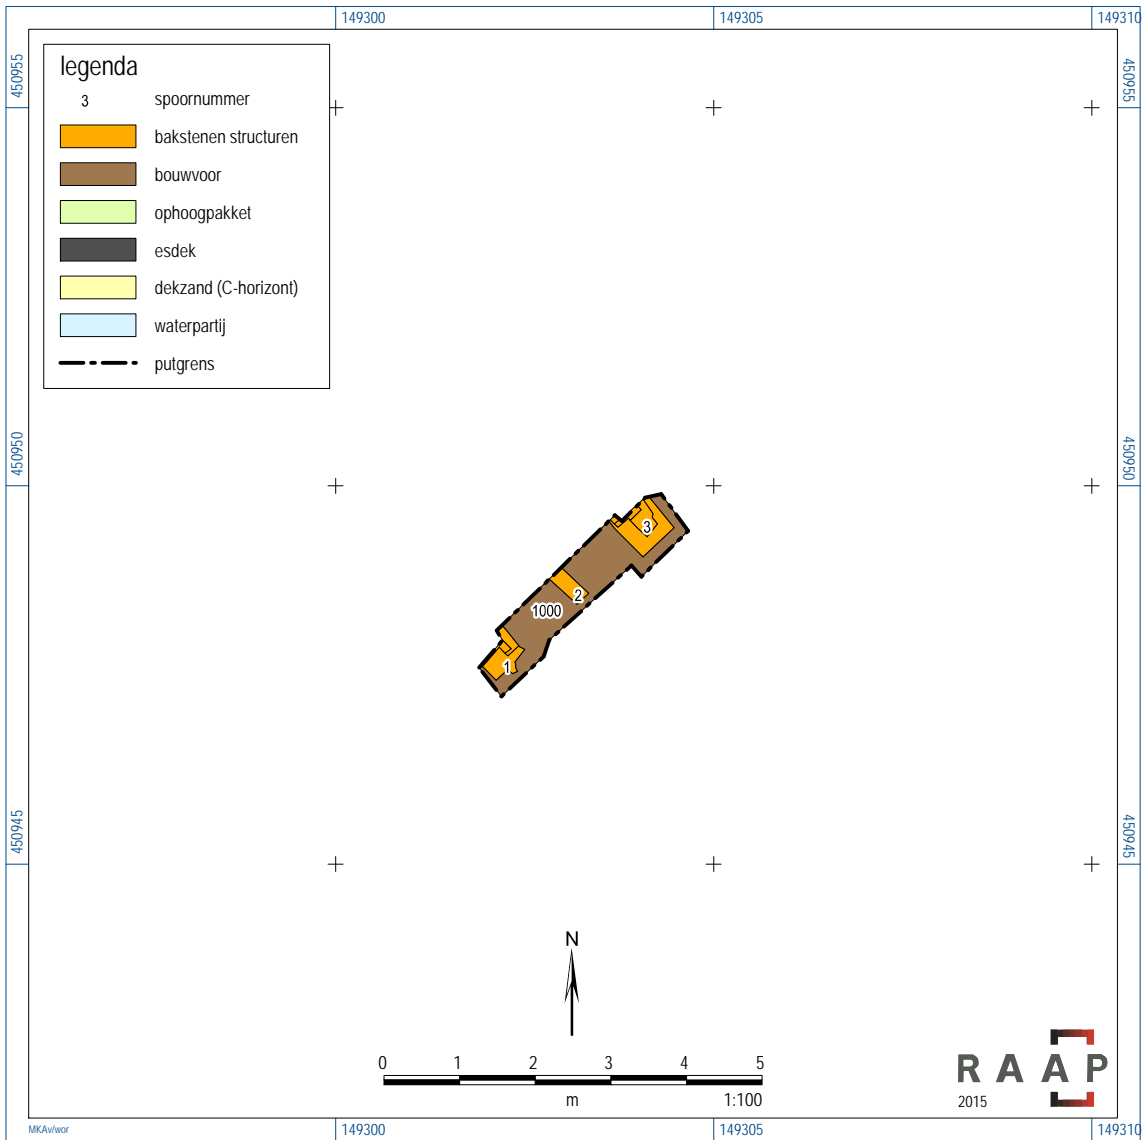 149300
149305
149310
450955
450955
legenda
3 spoornummer
bakstenen structuren
bouwvoor
ophoogpakket
esdek
dekzand (C-horizont)
waterpartij
putgrens
450950
450950
3
2
1000
1
450945
450945
N
0 1 2 3 4 5
m 1:100
RAAP
2015
MKAv/wor
149300
149305
149310